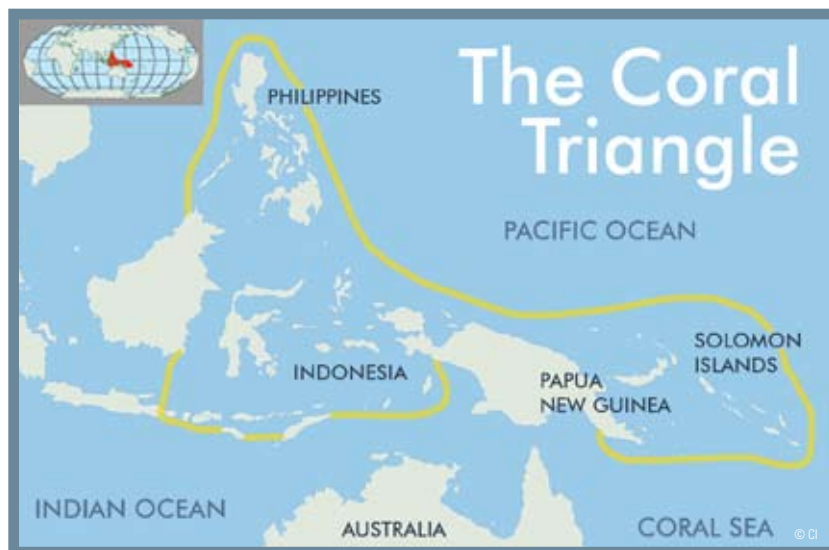 The Coral
Triangle
PHILIPPINES
PACIFIC OCEAN
SOLOMON
ISLANDS
INDONESIA
PAPUA
NEW GUINEA
INDIAN OCEAN
AUSTRALIA
CORAL SEA
© CI